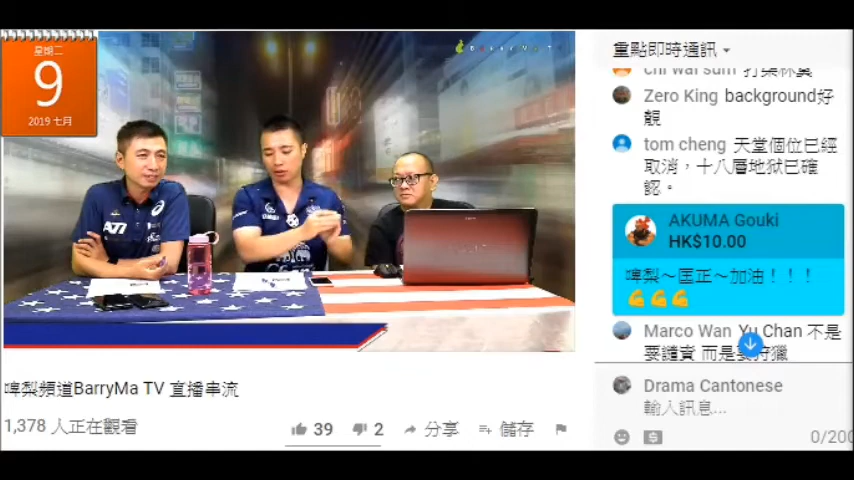 星期二
9
2019 七月
BarryMaTV
A77
重點即時通訊
chi wai sum 打柴林冀
Zero King background好
靚
tom cheng 天堂個位已經
取消，十八層地獄已確
認。
AKUMA Gouki
HK$10.00
啤梨～匡正～加油！！！
💪💪💪
Marco Wan Yu Chan 不是
要譴責 而是要狩獵
Drama Cantonese
輸入訊息...
0/200
啤梨頻道BarryMa TV 直播串流
1,378 人正在觀看
39 2 分享 儲存